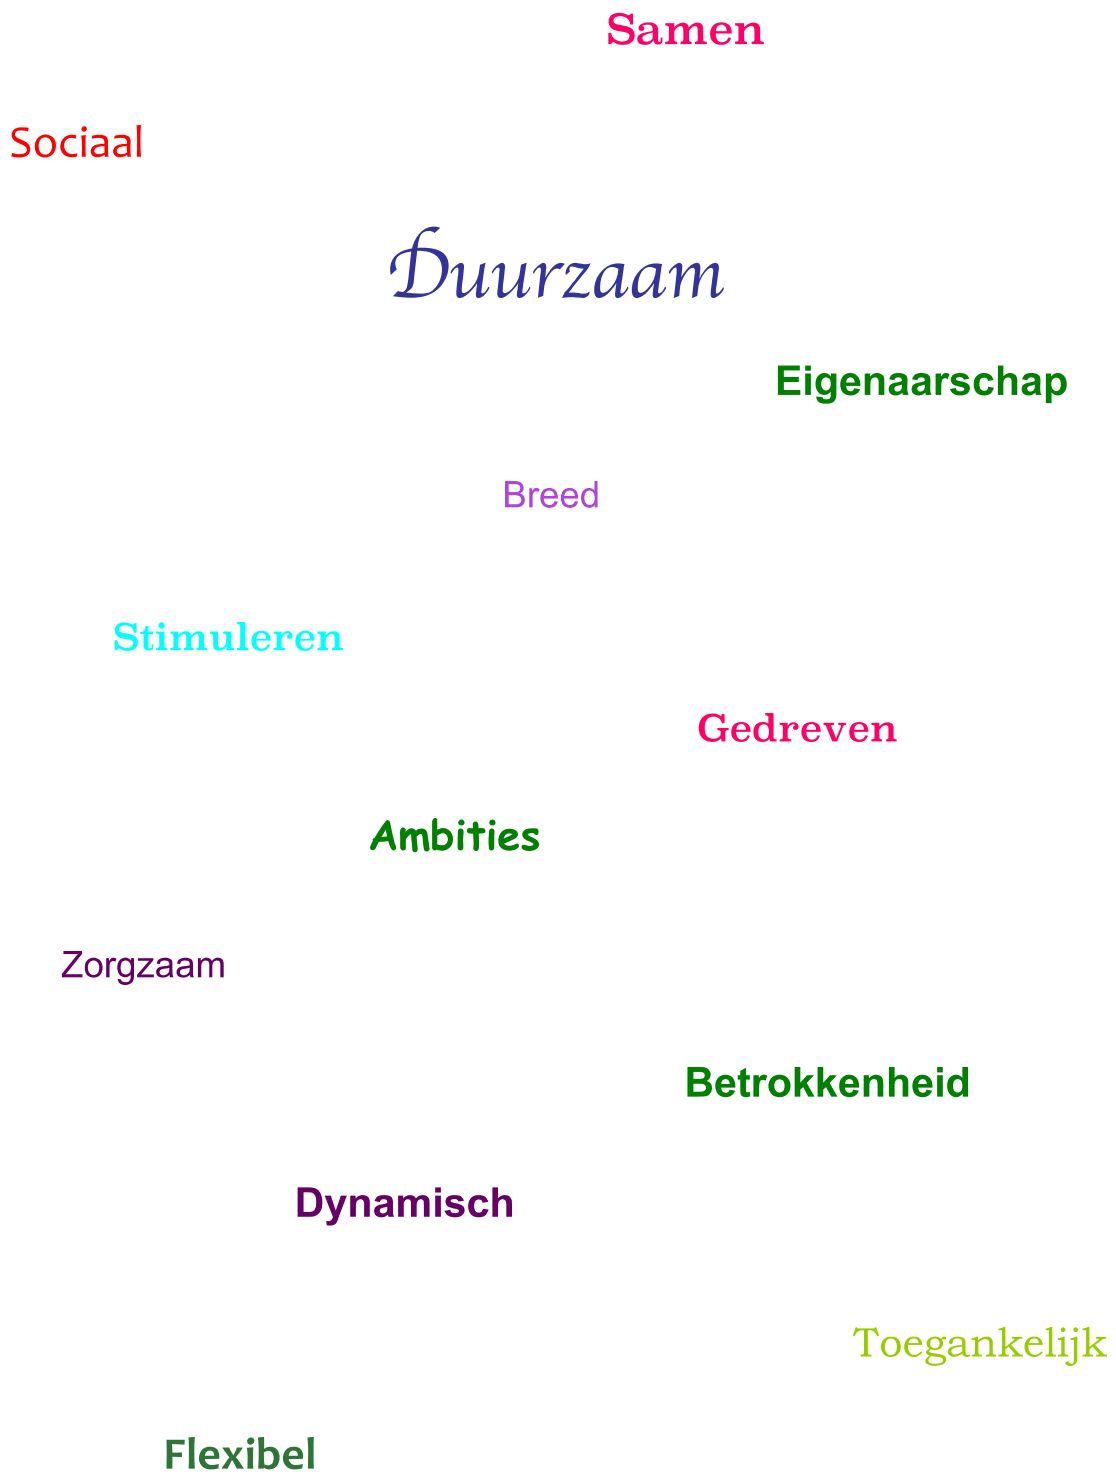 Samen
Sociaal
Duurzaam
Eigenaarschap
Breed
Stimuleren
Gedreven
Ambities
Zorgzaam
Betrokkenheid
Dynamisch
Toegankelijk
Flexibel